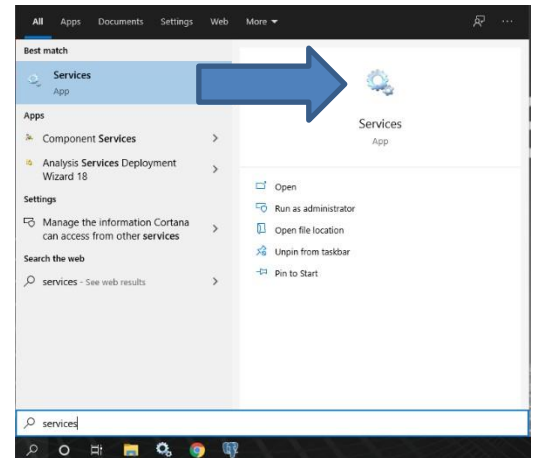 All Apps Documents Settings Web More
Best match
Services
App
Apps
Component Services
Analysis Services Deployment
Wizard 18
Settings
Manage the information Cortana
can access from other services
Search the web
services - See web results
Services
App
Open
Run as administrator
Open file location
Unpin from taskbar
Pin to Start
services